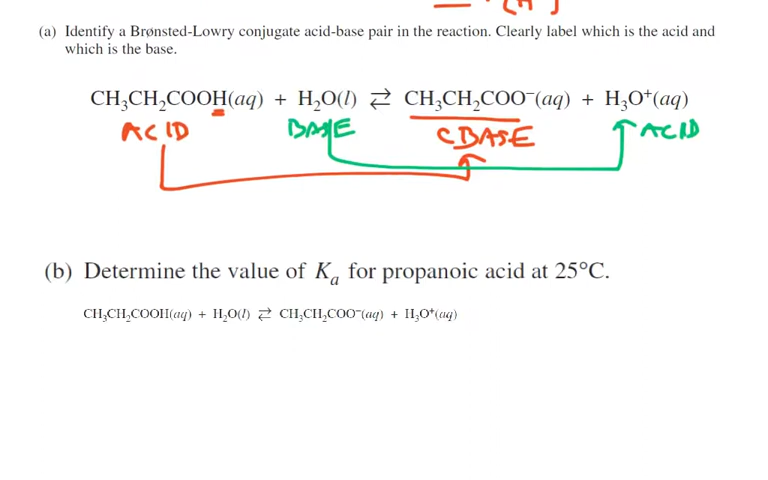 (a) Identify a Brønsted-Lowry conjugate acid-base pair in the reaction. Clearly label which is the acid and
which is the base.
CH₃CH₂COOH(aq) + H₂O(l) ⇄ CH₃CH₂COO⁻(aq) + H₃O⁺(aq)
ACID BASE CBASE ACID
(b) Determine the value of Kₐ for propanoic acid at 25°C.
CH₃CH₂COOH(aq) + H₂O(l) ⇄ CH₃CH₂COO⁻(aq) + H₃O⁺(aq)